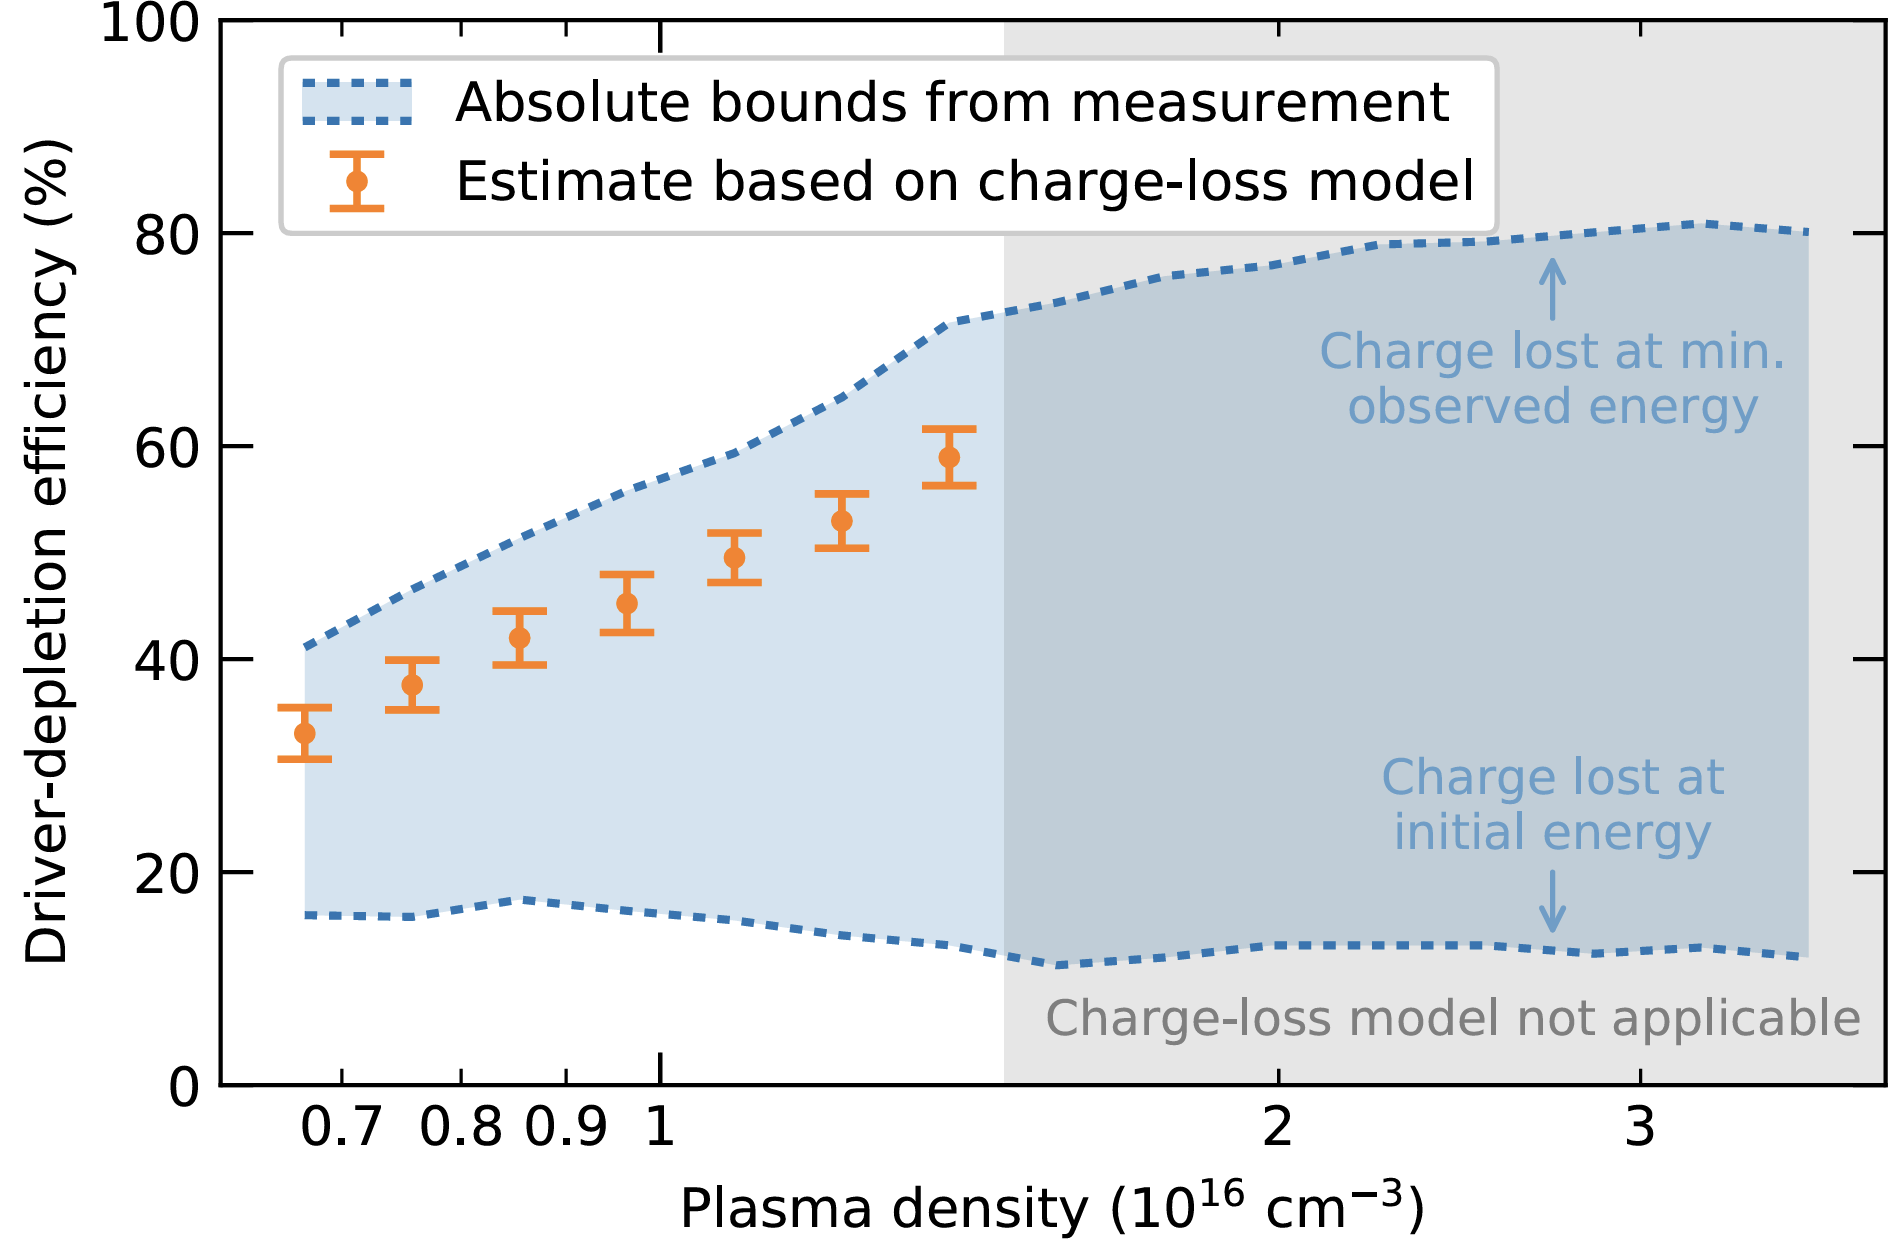 100
80
60
40
20
0
Driver-depletion efficiency (%)
Absolute bounds from measurement
Estimate based on charge-loss model
Charge lost at min.
observed energy
Charge lost at
initial energy
Charge-loss model not applicable
0.7 0.8 0.9 1 2 3
Plasma density (10¹⁶ cm⁻³)